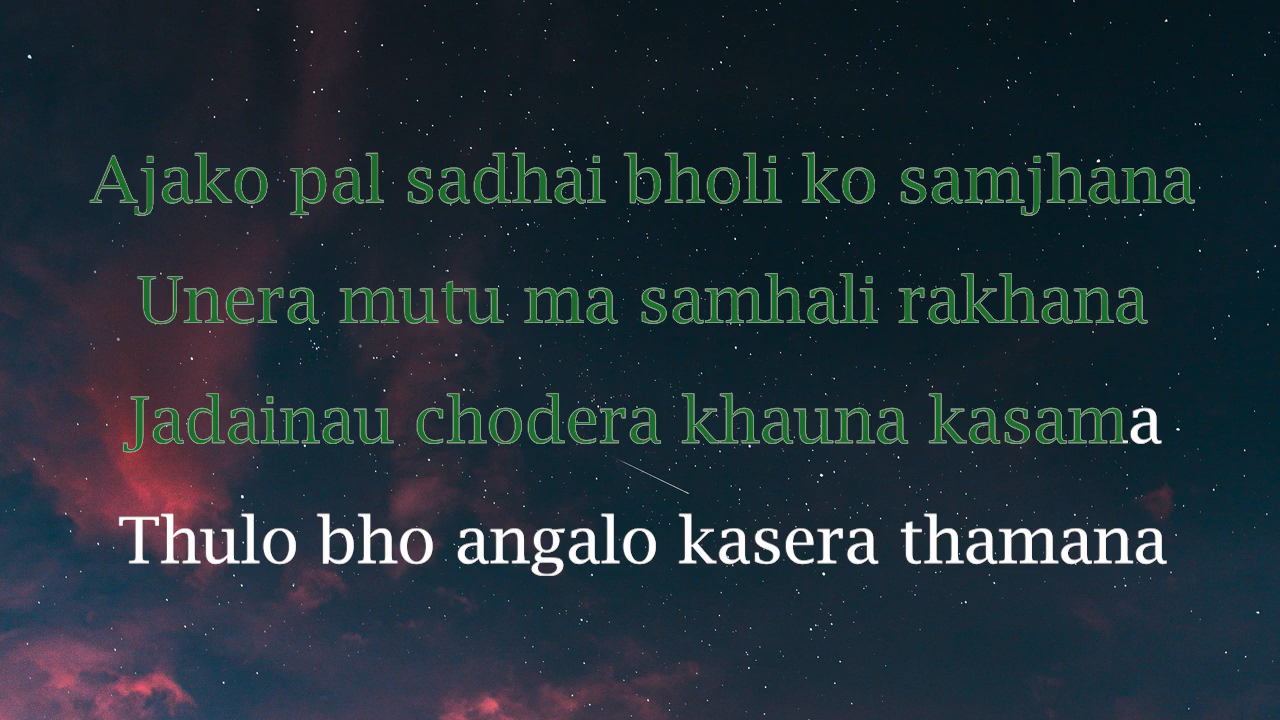 Ajako pal sadhai bholi ko samjhana
Unera mutu ma samhali rakhana
Jadainau chodera khauna kasama
Thulo bho angalo kasera thamana